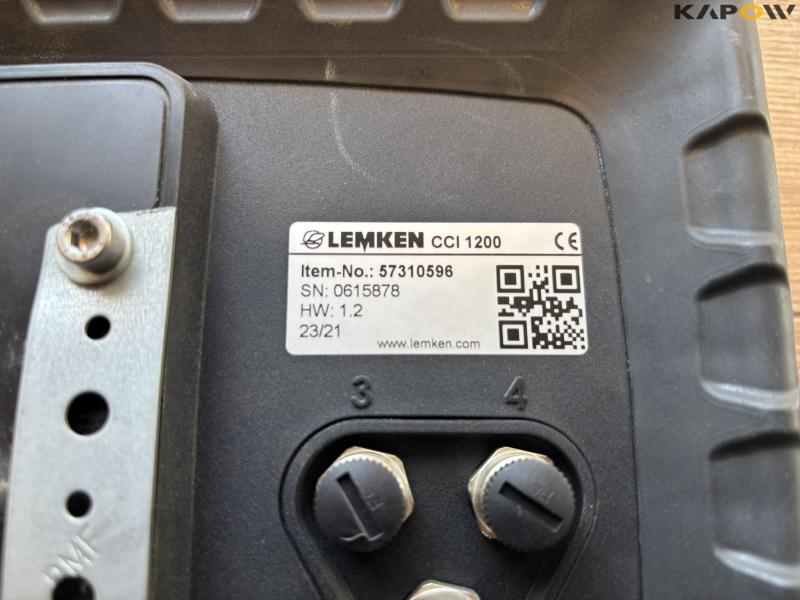 KAPOW
LEMKEN CCI 1200 CE
Item-No.: 57310596
SN: 0615878
HW: 1.2
23/21
www.lemken.com
3 4